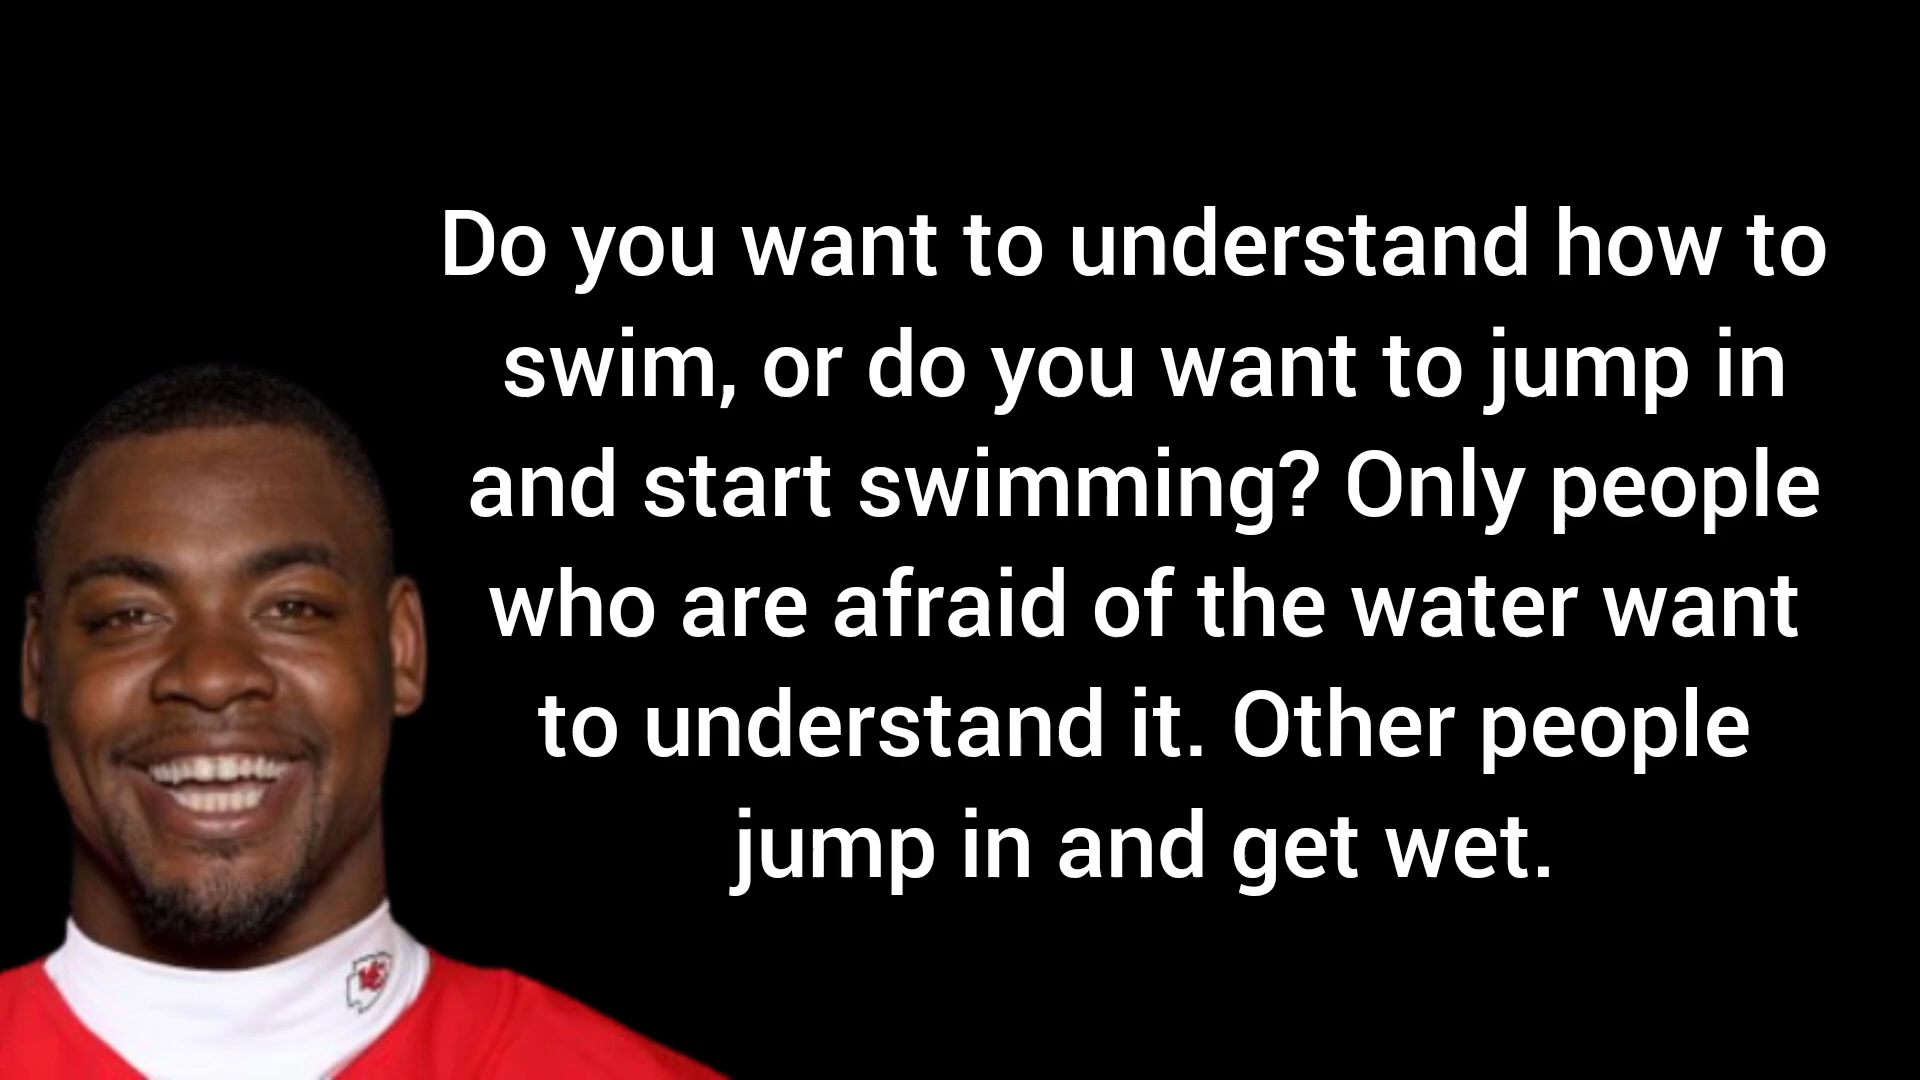 Do you want to understand how to
swim, or do you want to jump in
and start swimming? Only people
who are afraid of the water want
to understand it. Other people
jump in and get wet.